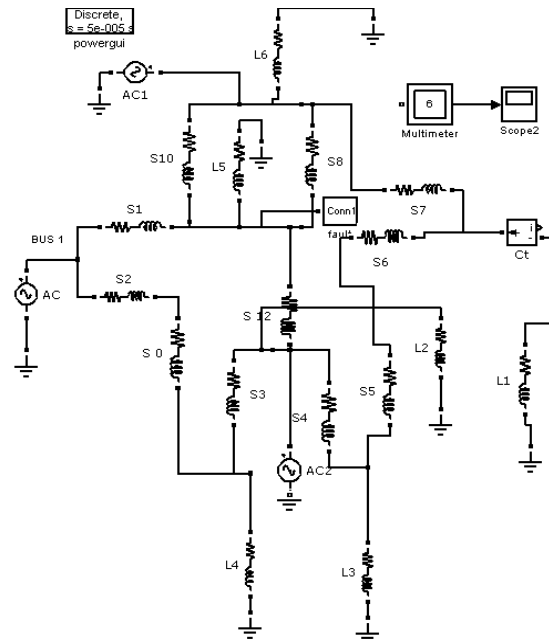 Discrete,
s = 5e-005 s
powergui
L6
AC1
6
Multimeter
Scope2
S10
L5
S8
S7
S1
Conn1
BUS 1
i
-
Ct
S6
S2
AC
S 12
S 0
L2
S3
S5
L1
S4
AC2
L4
L3